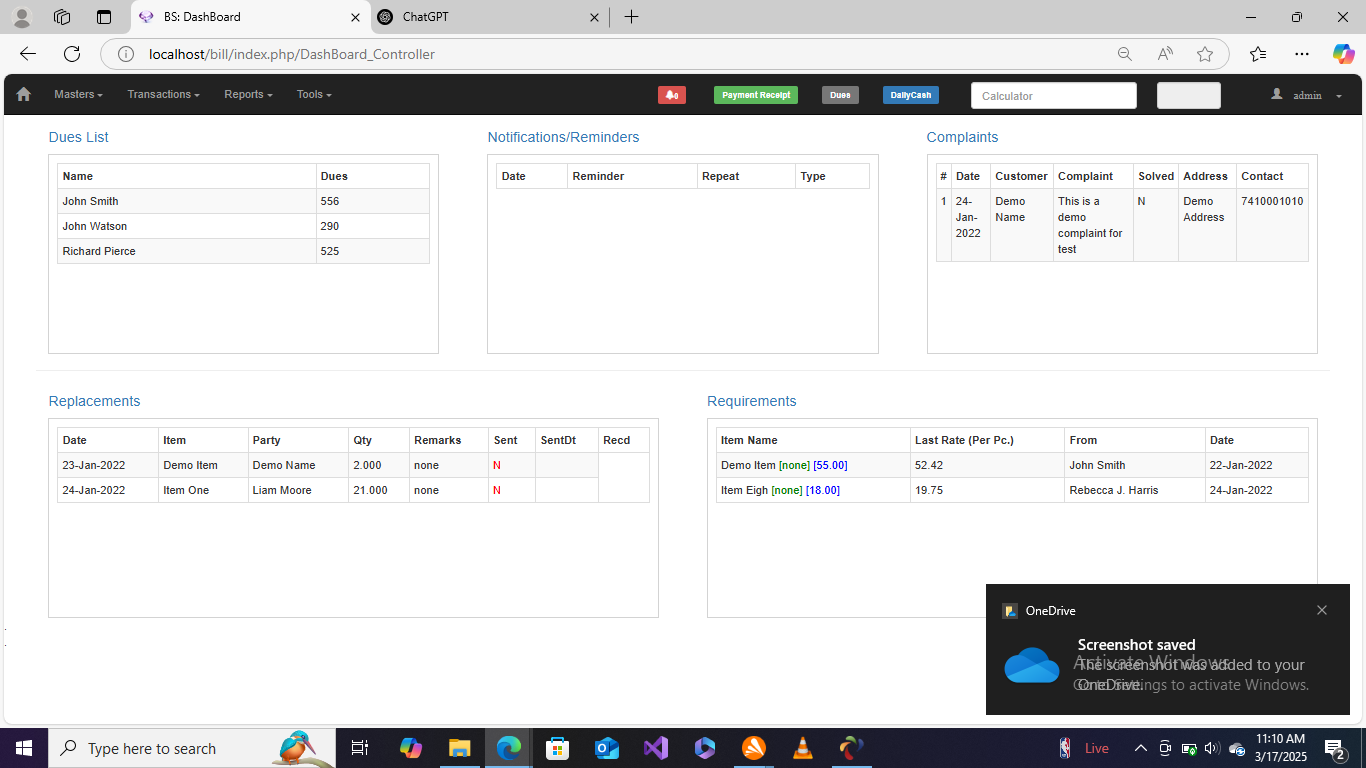 BS: DashBoard
ChatGPT
localhost/bill/index.php/DashBoard_Controller
Masters
Transactions
Reports
Tools
0
Payment Receipt
Dues
DailyCash
Calculator
admin
Dues List
Name Dues
John Smith 556
John Watson 290
Richard Pierce 525
Notifications/Reminders
Date Reminder Repeat Type
Complaints
# Date Customer Complaint Solved Address Contact
1 24- Demo This is a N Demo 7410001010
Jan- Name demo Address
2022 complaint for
test
Replacements
Date Item Party Qty Remarks Sent SentDt Recd
23-Jan-2022 Demo Item Demo Name 2.000 none N
24-Jan-2022 Item One Liam Moore 21.000 none N
Requirements
Item Name Last Rate (Per Pc.) From Date
Demo Item [none] [55.00] 52.42 John Smith 22-Jan-2022
Item Eigh [none] [18.00] 19.75 Rebecca J. Harris 24-Jan-2022
OneDrive
Screenshot saved
The screenshot was added to your
OneDrive.
Activate Windows
Go to Settings to activate Windows.
Type here to search
Live
11:10 AM
3/17/2025
2